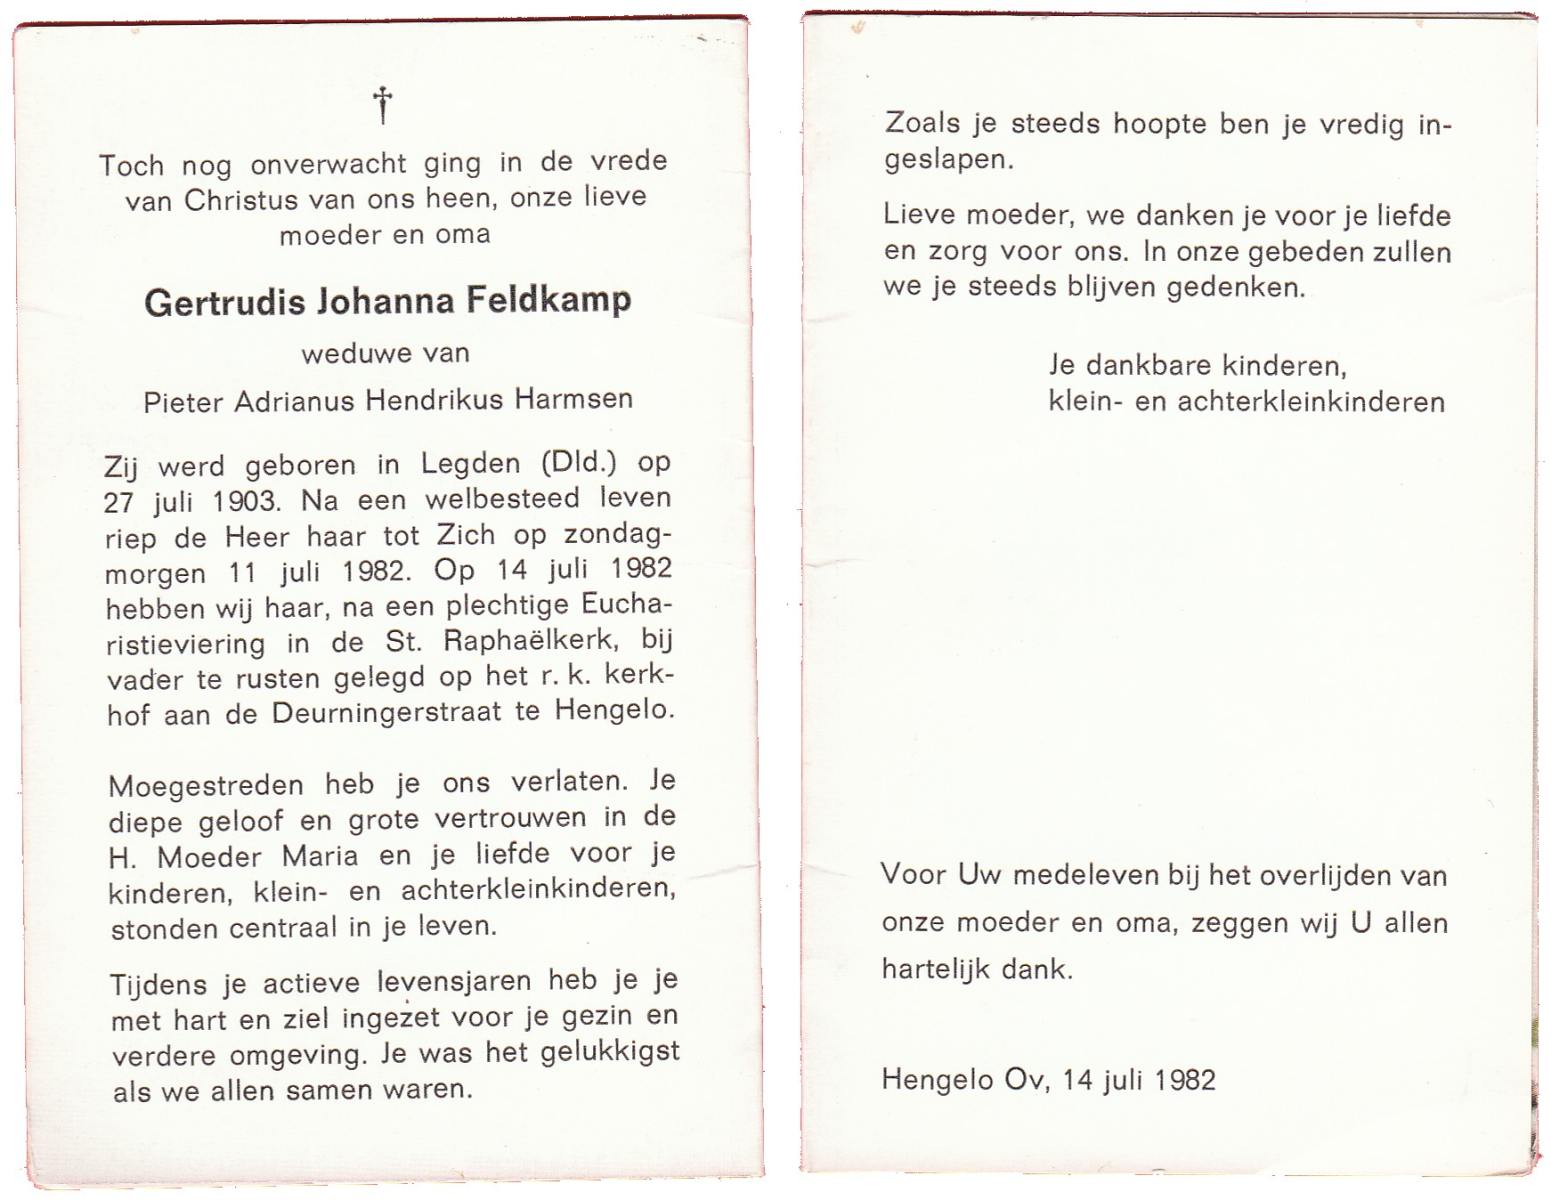 Toch nog onverwacht ging in de vrede
van Christus van ons heen, onze lieve
moeder en oma
Gertrudis Johanna Feldkamp
weduwe van
Pieter Adrianus Hendrikus Harmsen
Zij werd geboren in Legden (Dld.) op
27 juli 1903. Na een welbesteed leven
riep de Heer haar tot Zich op zondag-
morgen 11 juli 1982. Op 14 juli 1982
hebben wij haar, na een plechtige Eucha-
ristieviering in de St. Raphaëlkerk, bij
vader te rusten gelegd op het r. k. kerk-
hof aan de Deurningerstraat te Hengelo.
Moegestreden heb je ons verlaten. Je
diepe geloof en grote vertrouwen in de
H. Moeder Maria en je liefde voor je
kinderen, klein- en achterkleinkinderen,
stonden centraal in je leven.
Tijdens je actieve levensjaren heb je je
met hart en ziel ingezet voor je gezin en
verdere omgeving. Je was het gelukkigst
als we allen samen waren.
Zoals je steeds hoopte ben je vredig in-
geslapen.
Lieve moeder, we danken je voor je liefde
en zorg voor ons. In onze gebeden zullen
we je steeds blijven gedenken.
Je dankbare kinderen,
klein- en achterkleinkinderen
Voor Uw medeleven bij het overlijden van
onze moeder en oma, zeggen wij U allen
hartelijk dank.
Hengelo Ov, 14 juli 1982